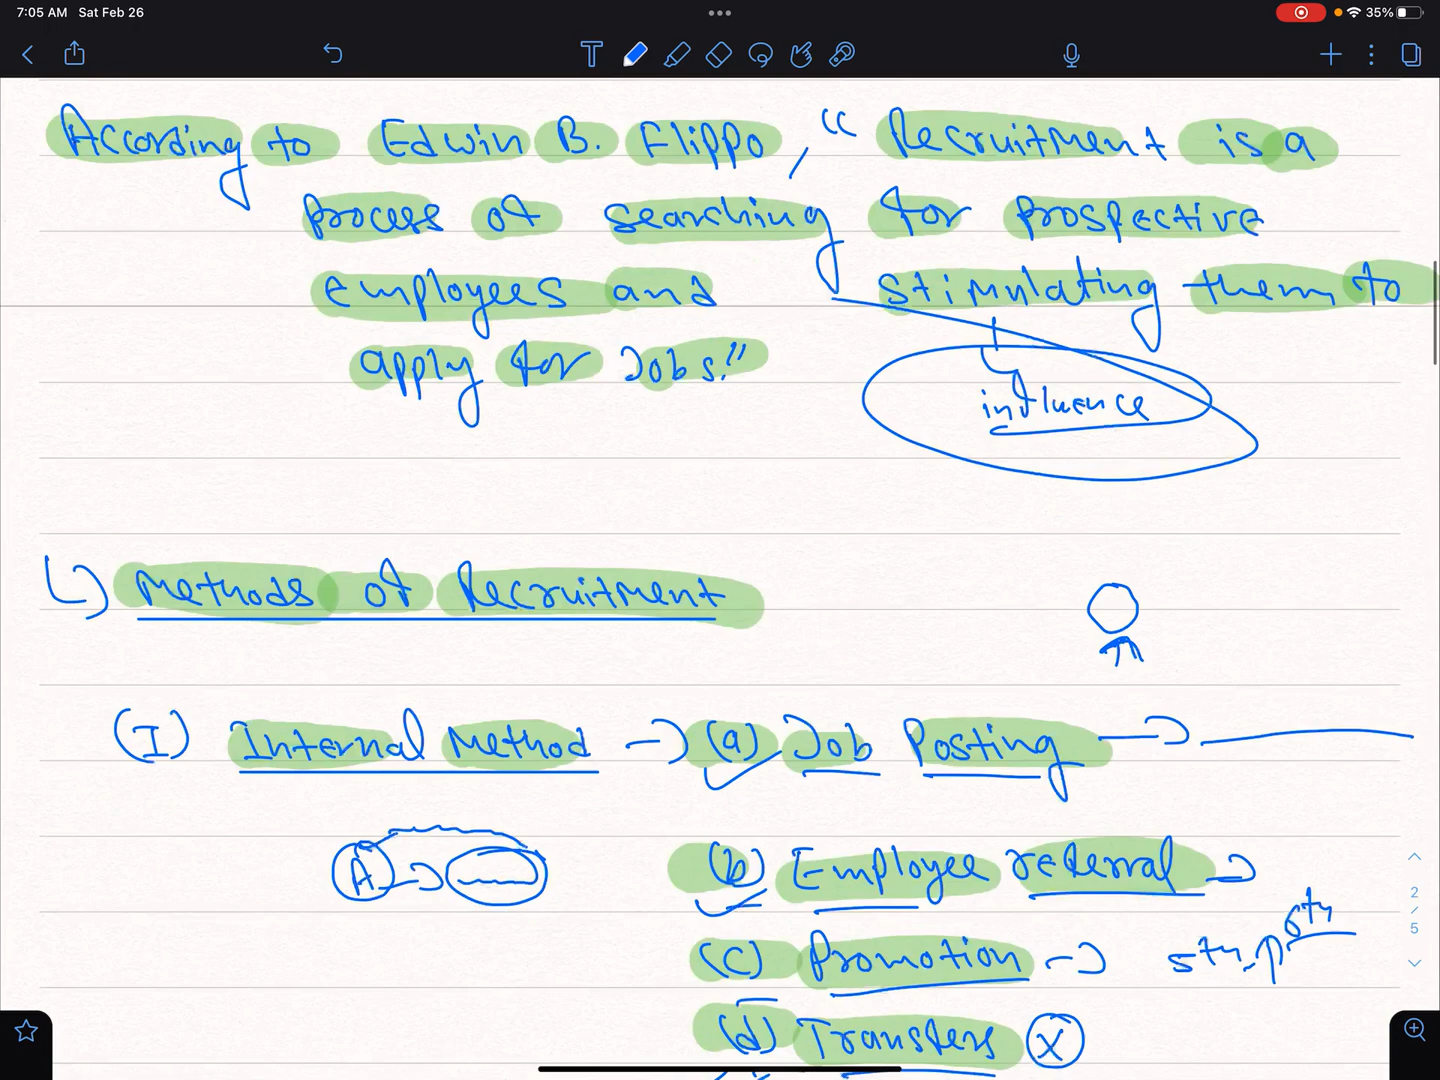 7:05 AM Sat Feb 26
35%
According to Edwin B. Flippo, "Recruitment is a
process of searching for prospective
employees and stimulating them to
apply for Jobs."
influence
Methods of Recruitment
(I) Internal Method → (a) Job Posting →
A →
(b) Employee referral →
(c) Promotion → 5th ↑ 6th
(d) Transfers X
2
/
5